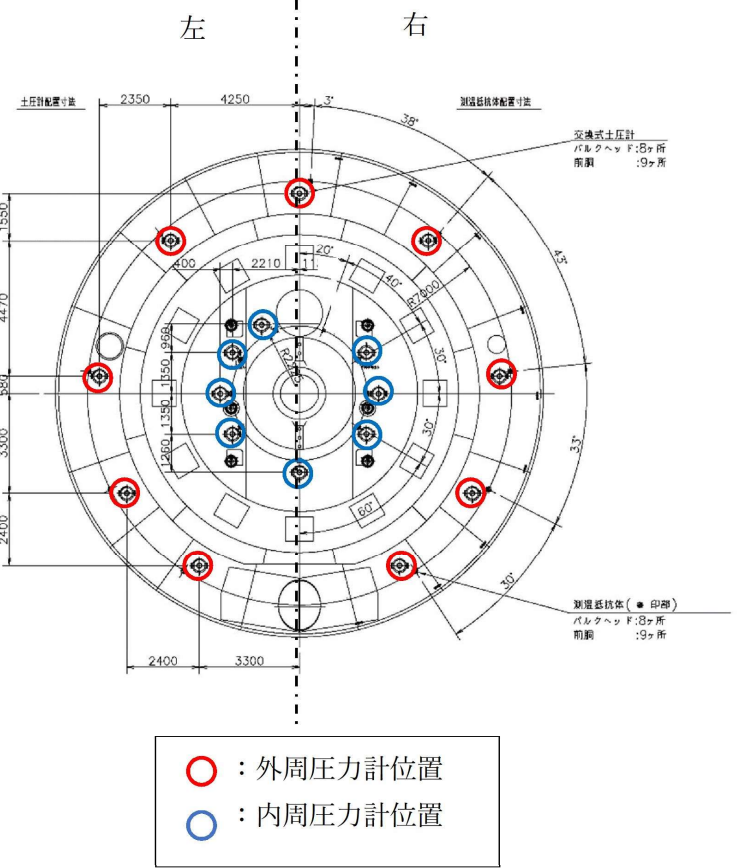 左
右
土圧計配置寸法
2350
4250
3°
測温抵抗体配置寸法
38°
交換式土圧計
バルクヘッド:8ヶ所
前胴 :9ヶ所
1550
4470
680
3300
2400
43°
20°
400
2210
40°
R7000
960
1550
1350
1260
30°
30°
33°
60°
30°
測温抵抗体( ● 印部)
バルクヘッド:8ヶ所
前胴 :9ヶ所
2400
3300
:外周圧力計位置
:内周圧力計位置